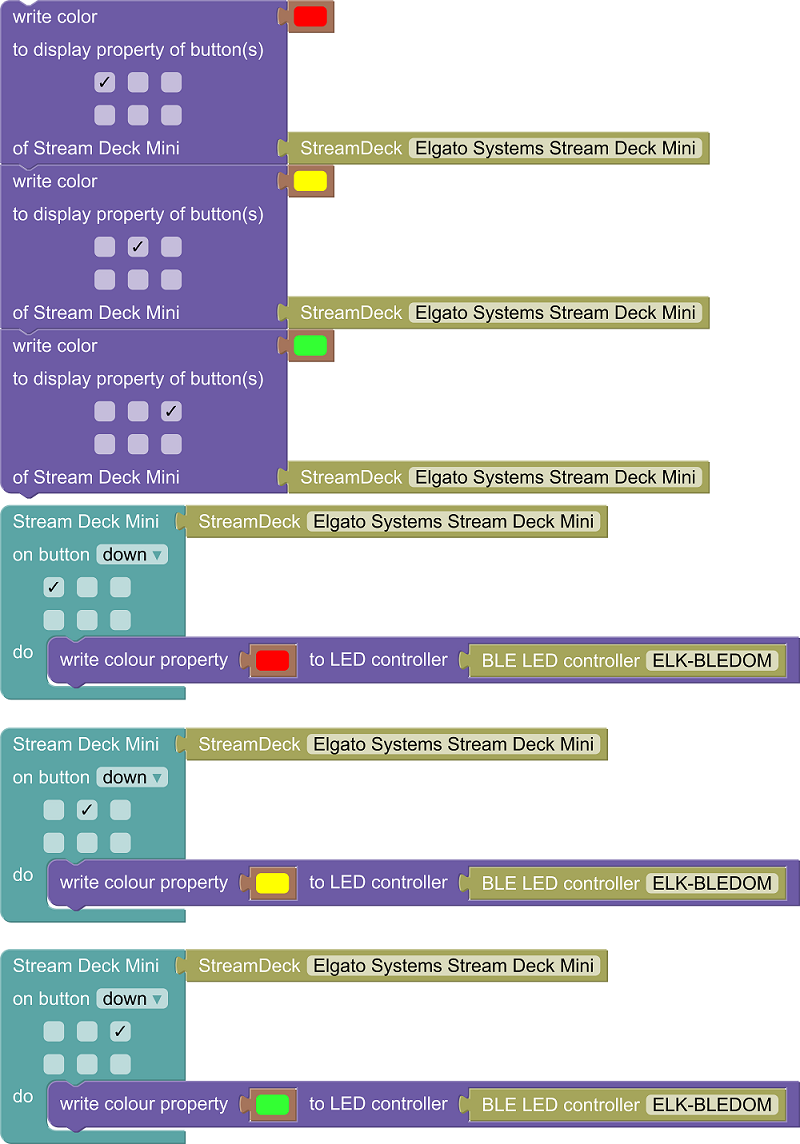 write color
to display property of button(s)
✓
of Stream Deck Mini StreamDeck Elgato Systems Stream Deck Mini
write color
to display property of button(s)
✓
of Stream Deck Mini StreamDeck Elgato Systems Stream Deck Mini
write color
to display property of button(s)
✓
of Stream Deck Mini StreamDeck Elgato Systems Stream Deck Mini
Stream Deck Mini StreamDeck Elgato Systems Stream Deck Mini
on button down ▾
✓
do write colour property to LED controller BLE LED controller ELK-BLEDOM
Stream Deck Mini StreamDeck Elgato Systems Stream Deck Mini
on button down ▾
✓
do write colour property to LED controller BLE LED controller ELK-BLEDOM
Stream Deck Mini StreamDeck Elgato Systems Stream Deck Mini
on button down ▾
✓
do write colour property to LED controller BLE LED controller ELK-BLEDOM